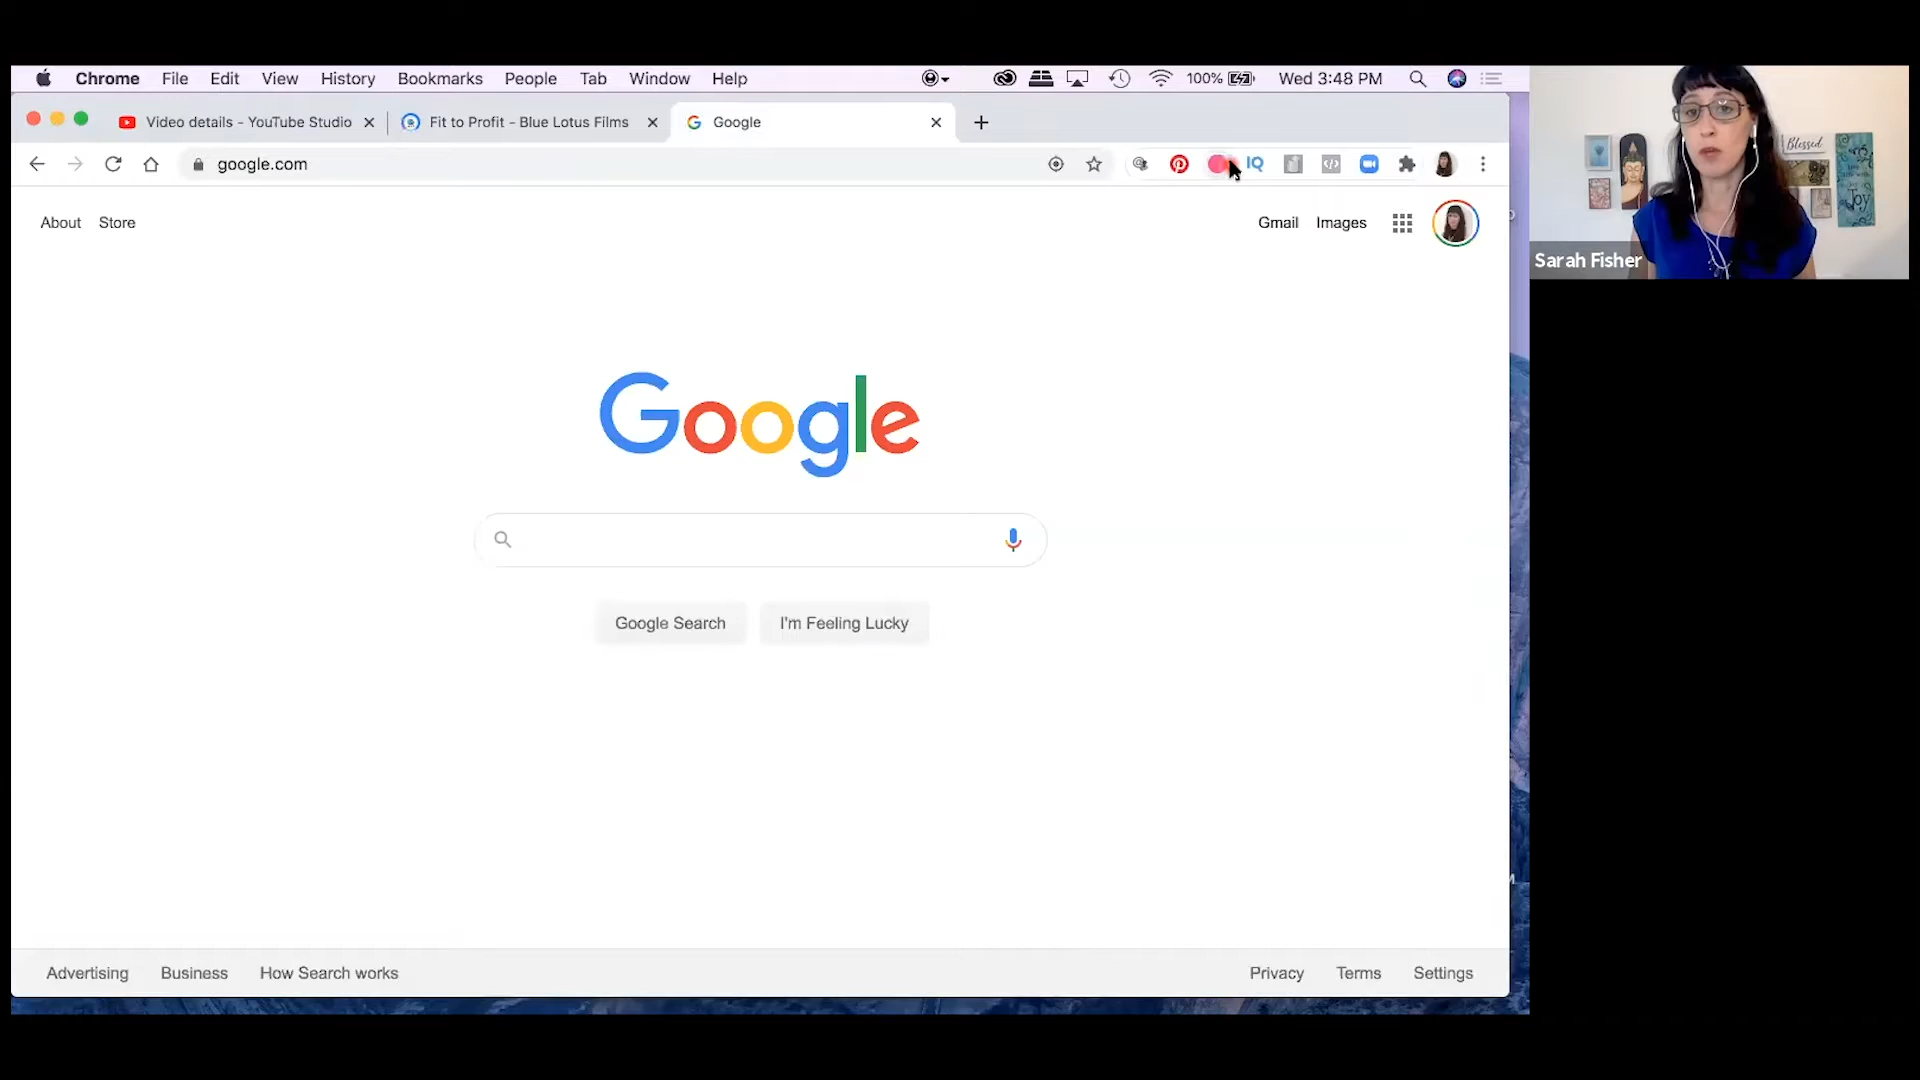 Chrome File Edit View History Bookmarks People Tab Window Help 100% Wed 3:48 PM
Video details - YouTube Studio Fit to Profit - Blue Lotus Films Google
google.com IQ
About Store Gmail Images
Blessed
Joy
Sarah Fisher
Google
Google Search I'm Feeling Lucky
Advertising Business How Search works Privacy Terms Settings